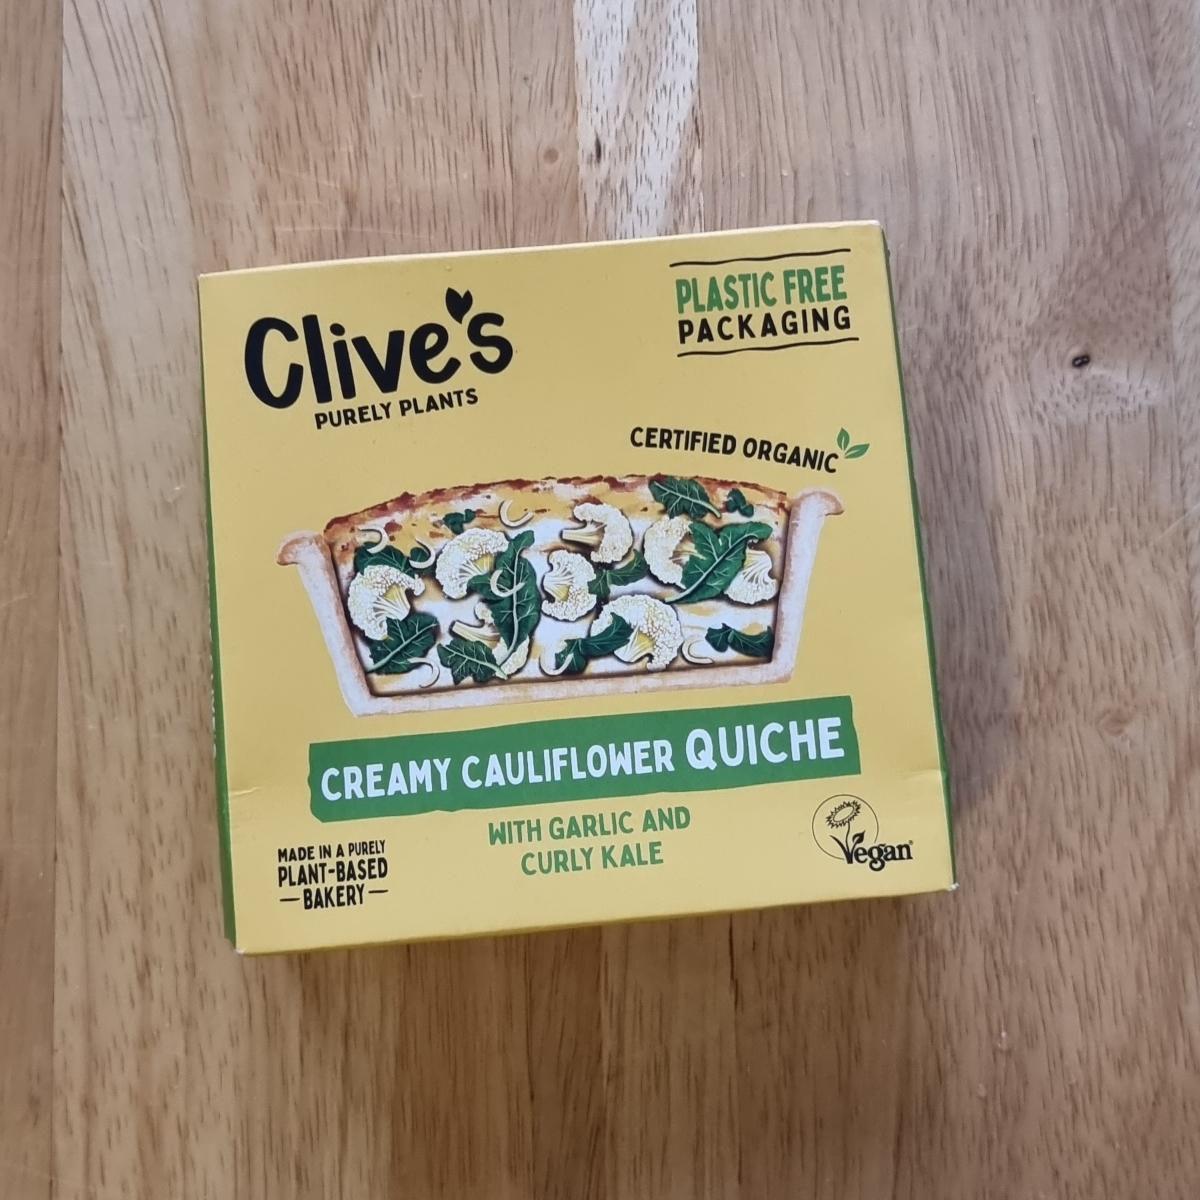 Clive's
PURELY PLANTS
PLASTIC FREE
PACKAGING
CERTIFIED ORGANIC
CREAMY CAULIFLOWER QUICHE
WITH GARLIC AND
CURLY KALE
MADE IN A PURELY
PLANT-BASED
BAKERY
Vegan